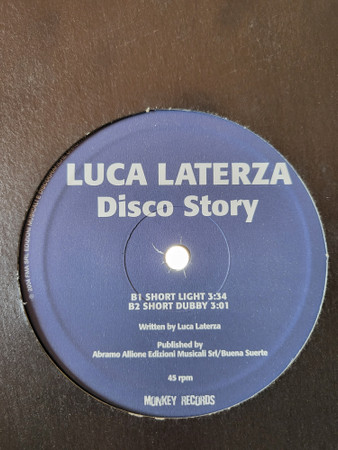 LUCA LATERZA
Disco Story
B1 SHORT LIGHT 3:34
B2 SHORT DUBBY 3:01
Written by Luca Laterza
Published by
Abramo Allione Edizioni Musicali Srl/Buena Suerte
45 rpm
MONKEY RECORDS